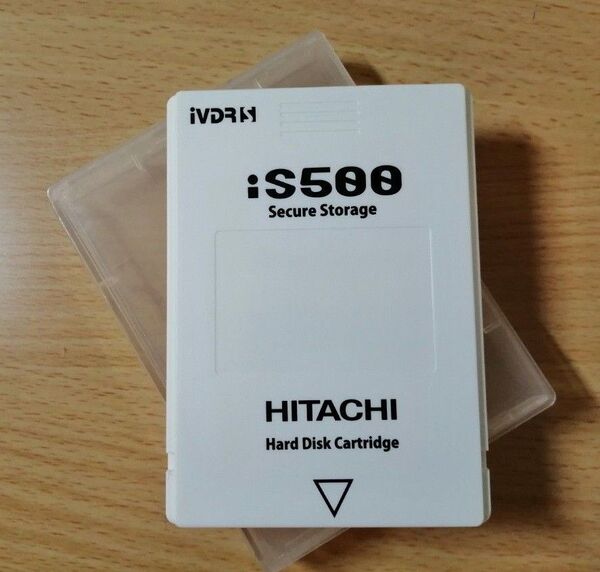 iVDR S
iS500
Secure Storage
HITACHI
Hard Disk Cartridge